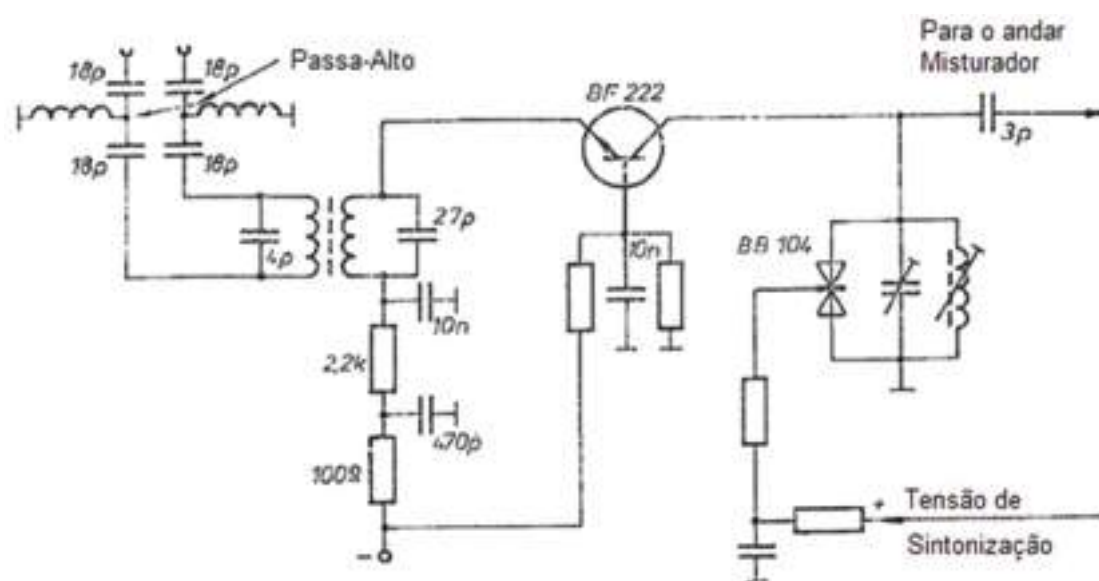 18p
18p
Passa-Alto
18p
18p
4p
27p
10n
2,2k
470p
100Ω
-
BF 222
10n
Para o andar
Misturador
3p
BB 104
+ Tensão de
Sintonização